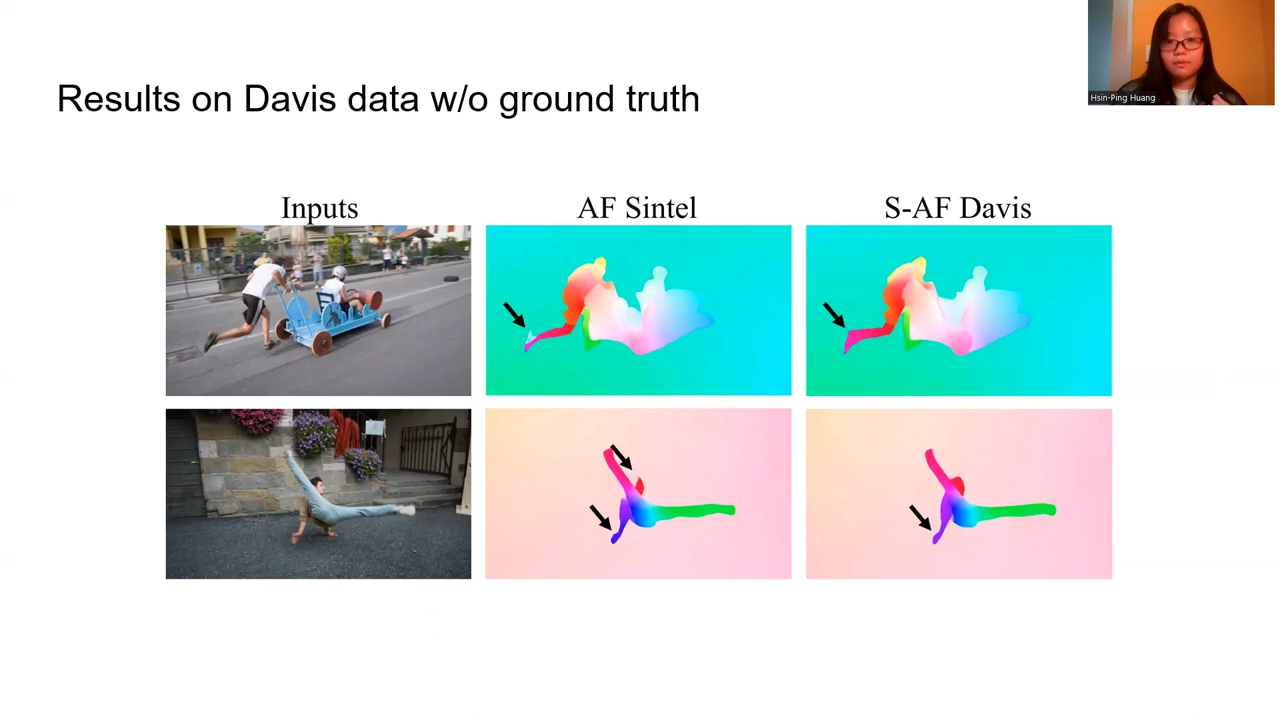 Hsin-Ping Huang
Results on Davis data w/o ground truth
Inputs
AF Sintel
S-AF Davis